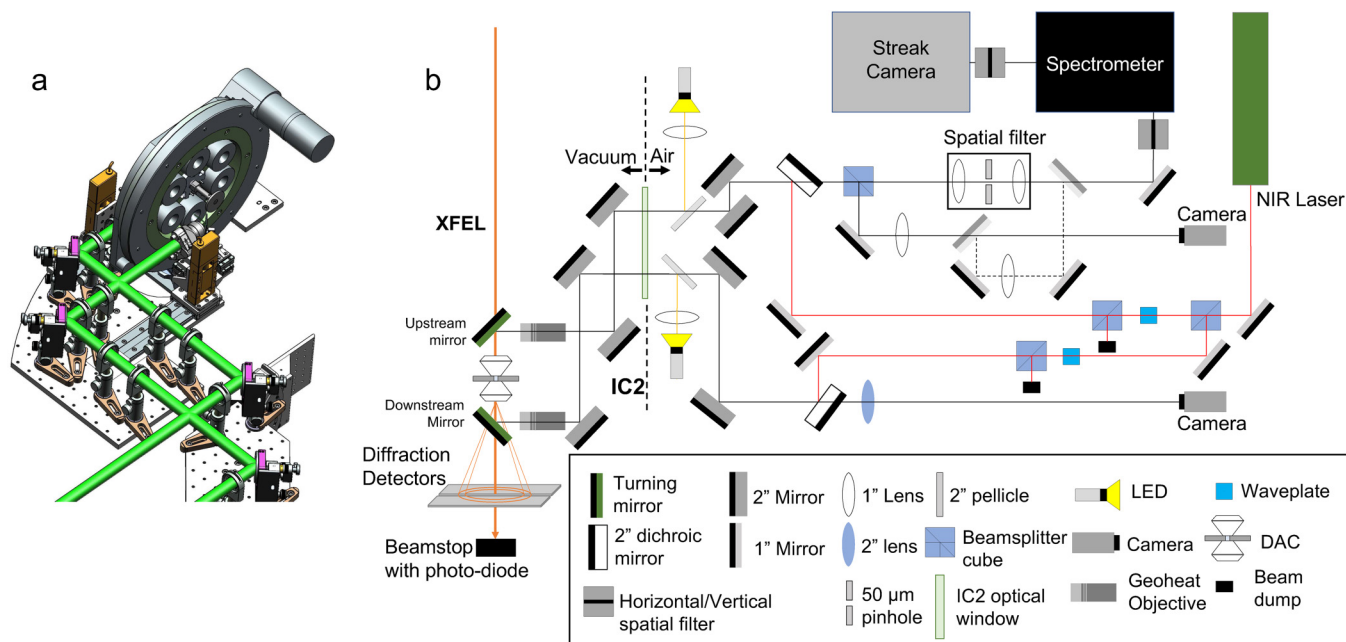 a
b
Streak
Camera
Spectrometer
NIR Laser
Spatial filter
Vacuum
Air
XFEL
Camera
Upstream
mirror
IC2
Downstream
Mirror
Camera
Diffraction
Detectors
Beamstop
with photo-diode
Turning
mirror
2” Mirror
1” Lens
2” pellicle
LED
Waveplate
2” dichroic
mirror
1” Mirror
2” lens
Beamsplitter
cube
Camera
DAC
Horizontal/Vertical
spatial filter
50 μm
pinhole
IC2 optical
window
Geoheat
Objective
Beam
dump